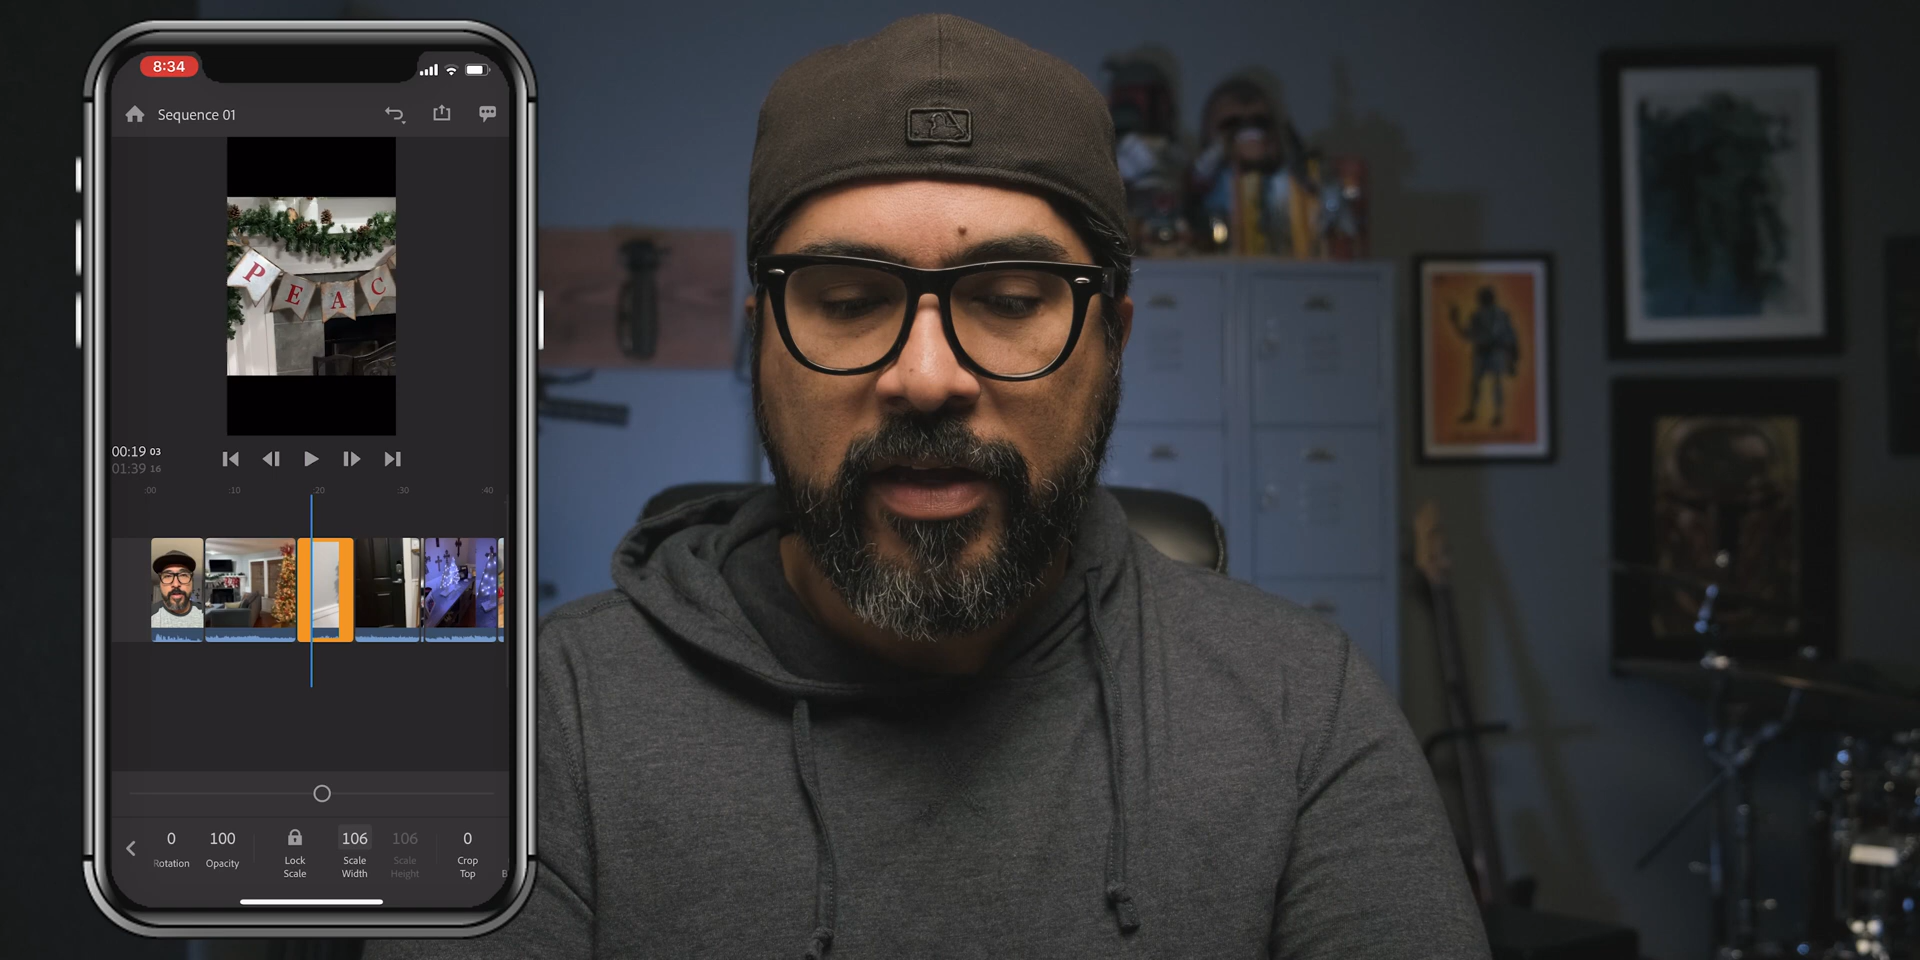 8:34
Sequence 01
P E A C
00:19 03
01:39 16
:00 :10 :20 :30 :40
0 100 106 106 0
Rotation Opacity Lock Scale Scale Crop
Scale Width Height Top B